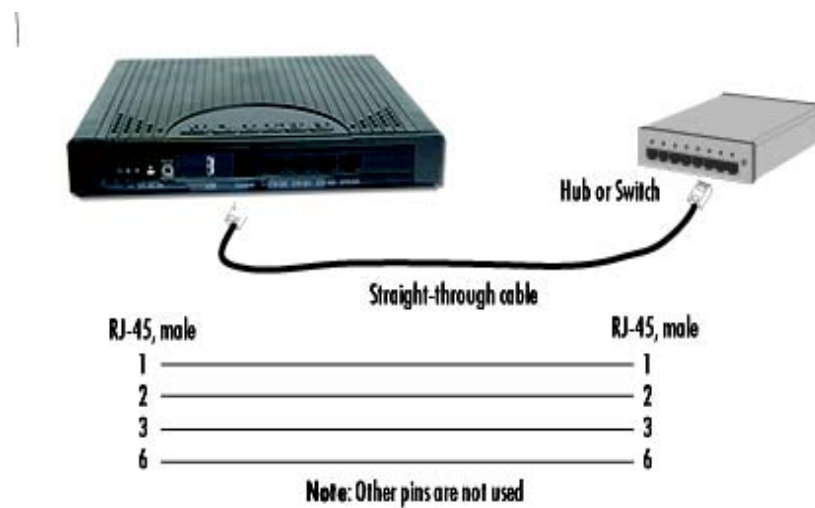 Hub or Switch
Straight-through cable
RJ-45, male RJ-45, male
1 1
2 2
3 3
6 6
Note: Other pins are not used